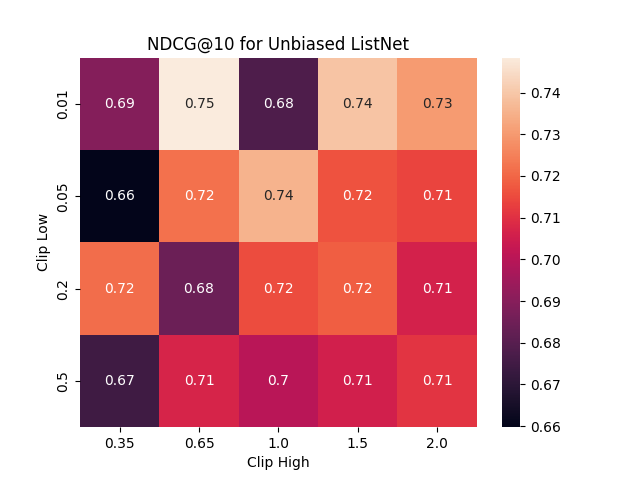 NDCG@10 for Unbiased ListNet
0.01 0.69 0.75 0.68 0.74 0.73
0.05 0.66 0.72 0.74 0.72 0.71
0.2 0.72 0.68 0.72 0.72 0.71
0.5 0.67 0.71 0.7 0.71 0.71
0.35 0.65 1.0 1.5 2.0
Clip High
Clip Low
0.74
0.73
0.72
0.71
0.70
0.69
0.68
0.67
0.66